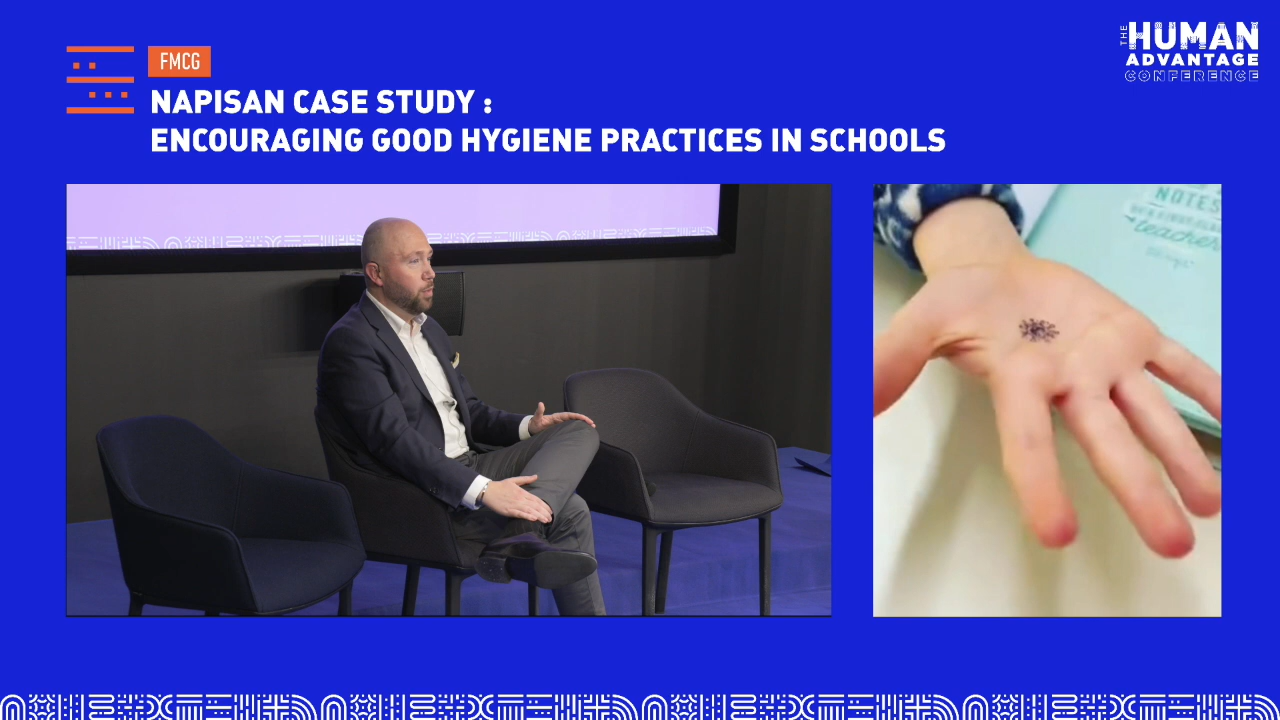 FMCG
NAPISAN CASE STUDY :
ENCOURAGING GOOD HYGIENE PRACTICES IN SCHOOLS
THE HUMAN
ADVANTAGE
CONFERENCE
NOTES
teacher